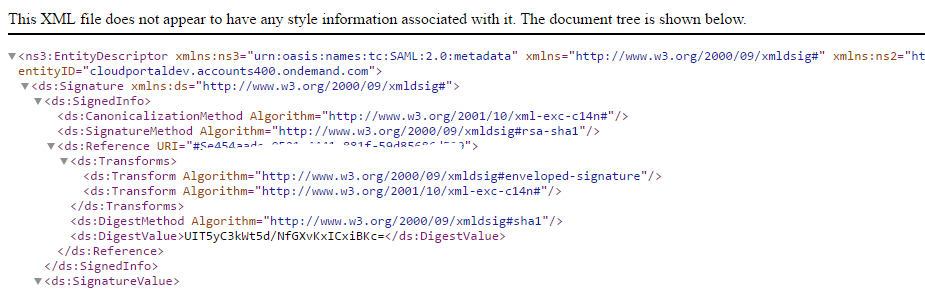 This XML file does not appear to have any style information associated with it. The document tree is shown below.
▼<ns3:EntityDescriptor xmlns:ns3="urn:oasis:names:tc:SAML:2.0:metadata" xmlns="http://www.w3.org/2000/09/xmldsig#" xmlns:ns2="ht
entityID="cloudportaldev.accounts400.ondemand.com">
▼<ds:Signature xmlns:ds="http://www.w3.org/2000/09/xmldsig#">
▼<ds:SignedInfo>
<ds:CanonicalizationMethod Algorithm="http://www.w3.org/2001/10/xml-exc-c14n#"/>
<ds:SignatureMethod Algorithm="http://www.w3.org/2000/09/xmldsig#rsa-sha1"/>
▼<ds:Reference
▼<ds:Transforms>
<ds:Transform Algorithm="http://www.w3.org/2000/09/xmldsig#enveloped-signature"/>
<ds:Transform Algorithm="http://www.w3.org/2001/10/xml-exc-c14n#"/>
</ds:Transforms>
<ds:DigestMethod Algorithm="http://www.w3.org/2000/09/xmldsig#sha1"/>
<ds:DigestValue>UIT5yC3kWt5d/NfGXvKxICxiBKc=</ds:DigestValue>
</ds:Reference>
</ds:SignedInfo>
▼<ds:SignatureValue>